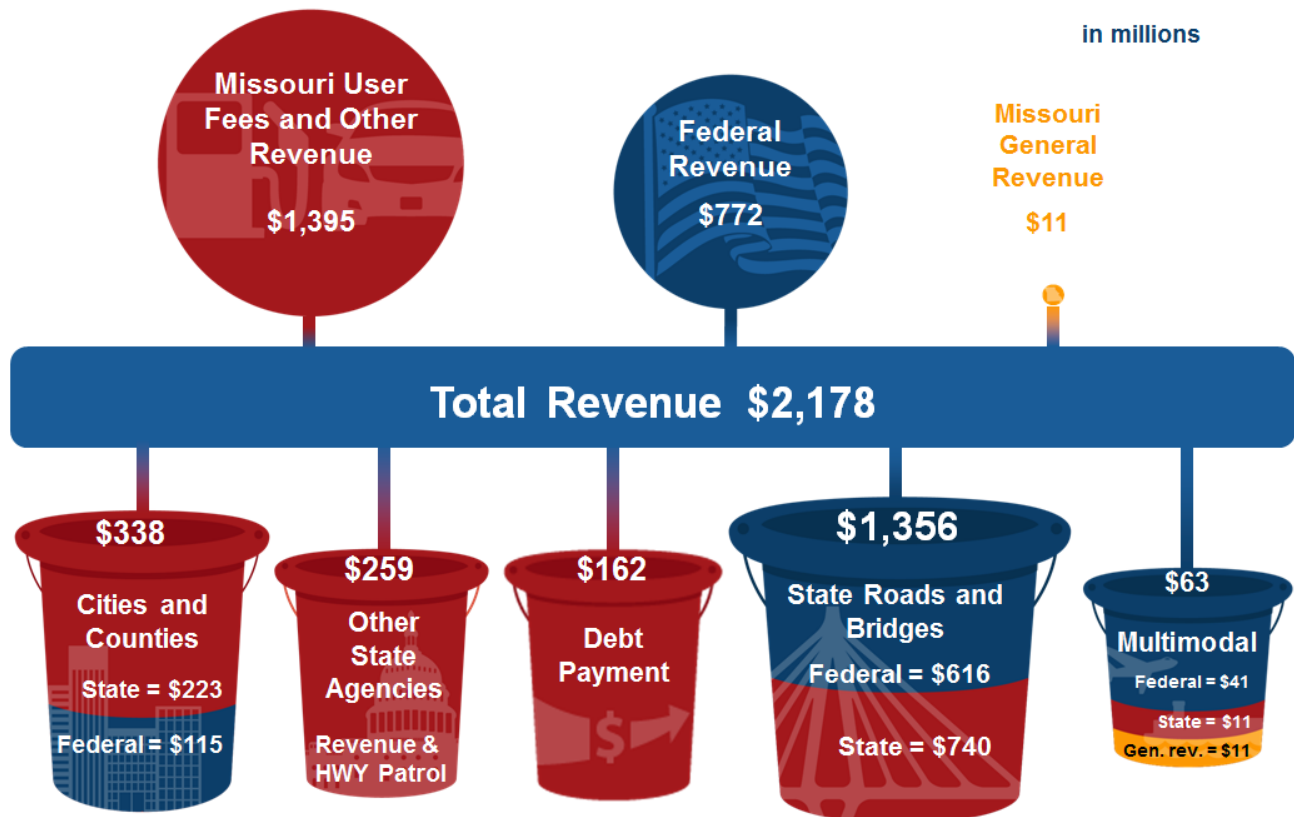 in millions
Missouri User
Fees and Other
Revenue
$1,395
Federal
Revenue
$772
Missouri
General
Revenue
$11
Total Revenue $2,178
$338
Cities and
Counties
State = $223
Federal = $115
$259
Other
State
Agencies
Revenue &
HWY Patrol
$162
Debt
Payment
$
$1,356
State Roads and
Bridges
Federal = $616
State = $740
$63
Multimodal
Federal = $41
State = $11
Gen. rev. = $11